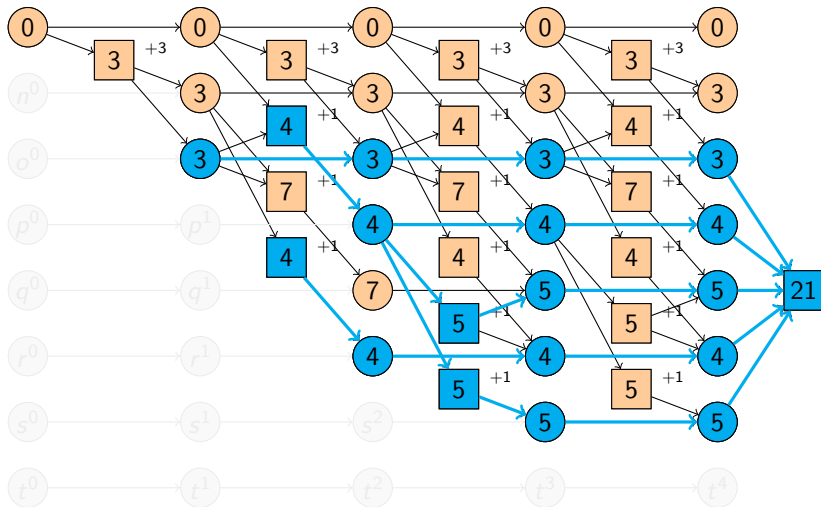 0 0 0 0 0
3 +3 3 +3 3 +3 3 +3
n⁰ 3 3 3 3
4 +1 4 +1 4 +1
o⁰ 3 3 3 3
7 +1 7 +1 7 +1
p⁰ p¹ 4 4 4
4 +1 4 +1 4 +1
q⁰ q¹ 7 5 5 21
5 +1 5 +1
r⁰ r¹ 4 4 4
5 +1 5 +1
s⁰ s¹ s² 5 5
t⁰ t¹ t² t³ t⁴